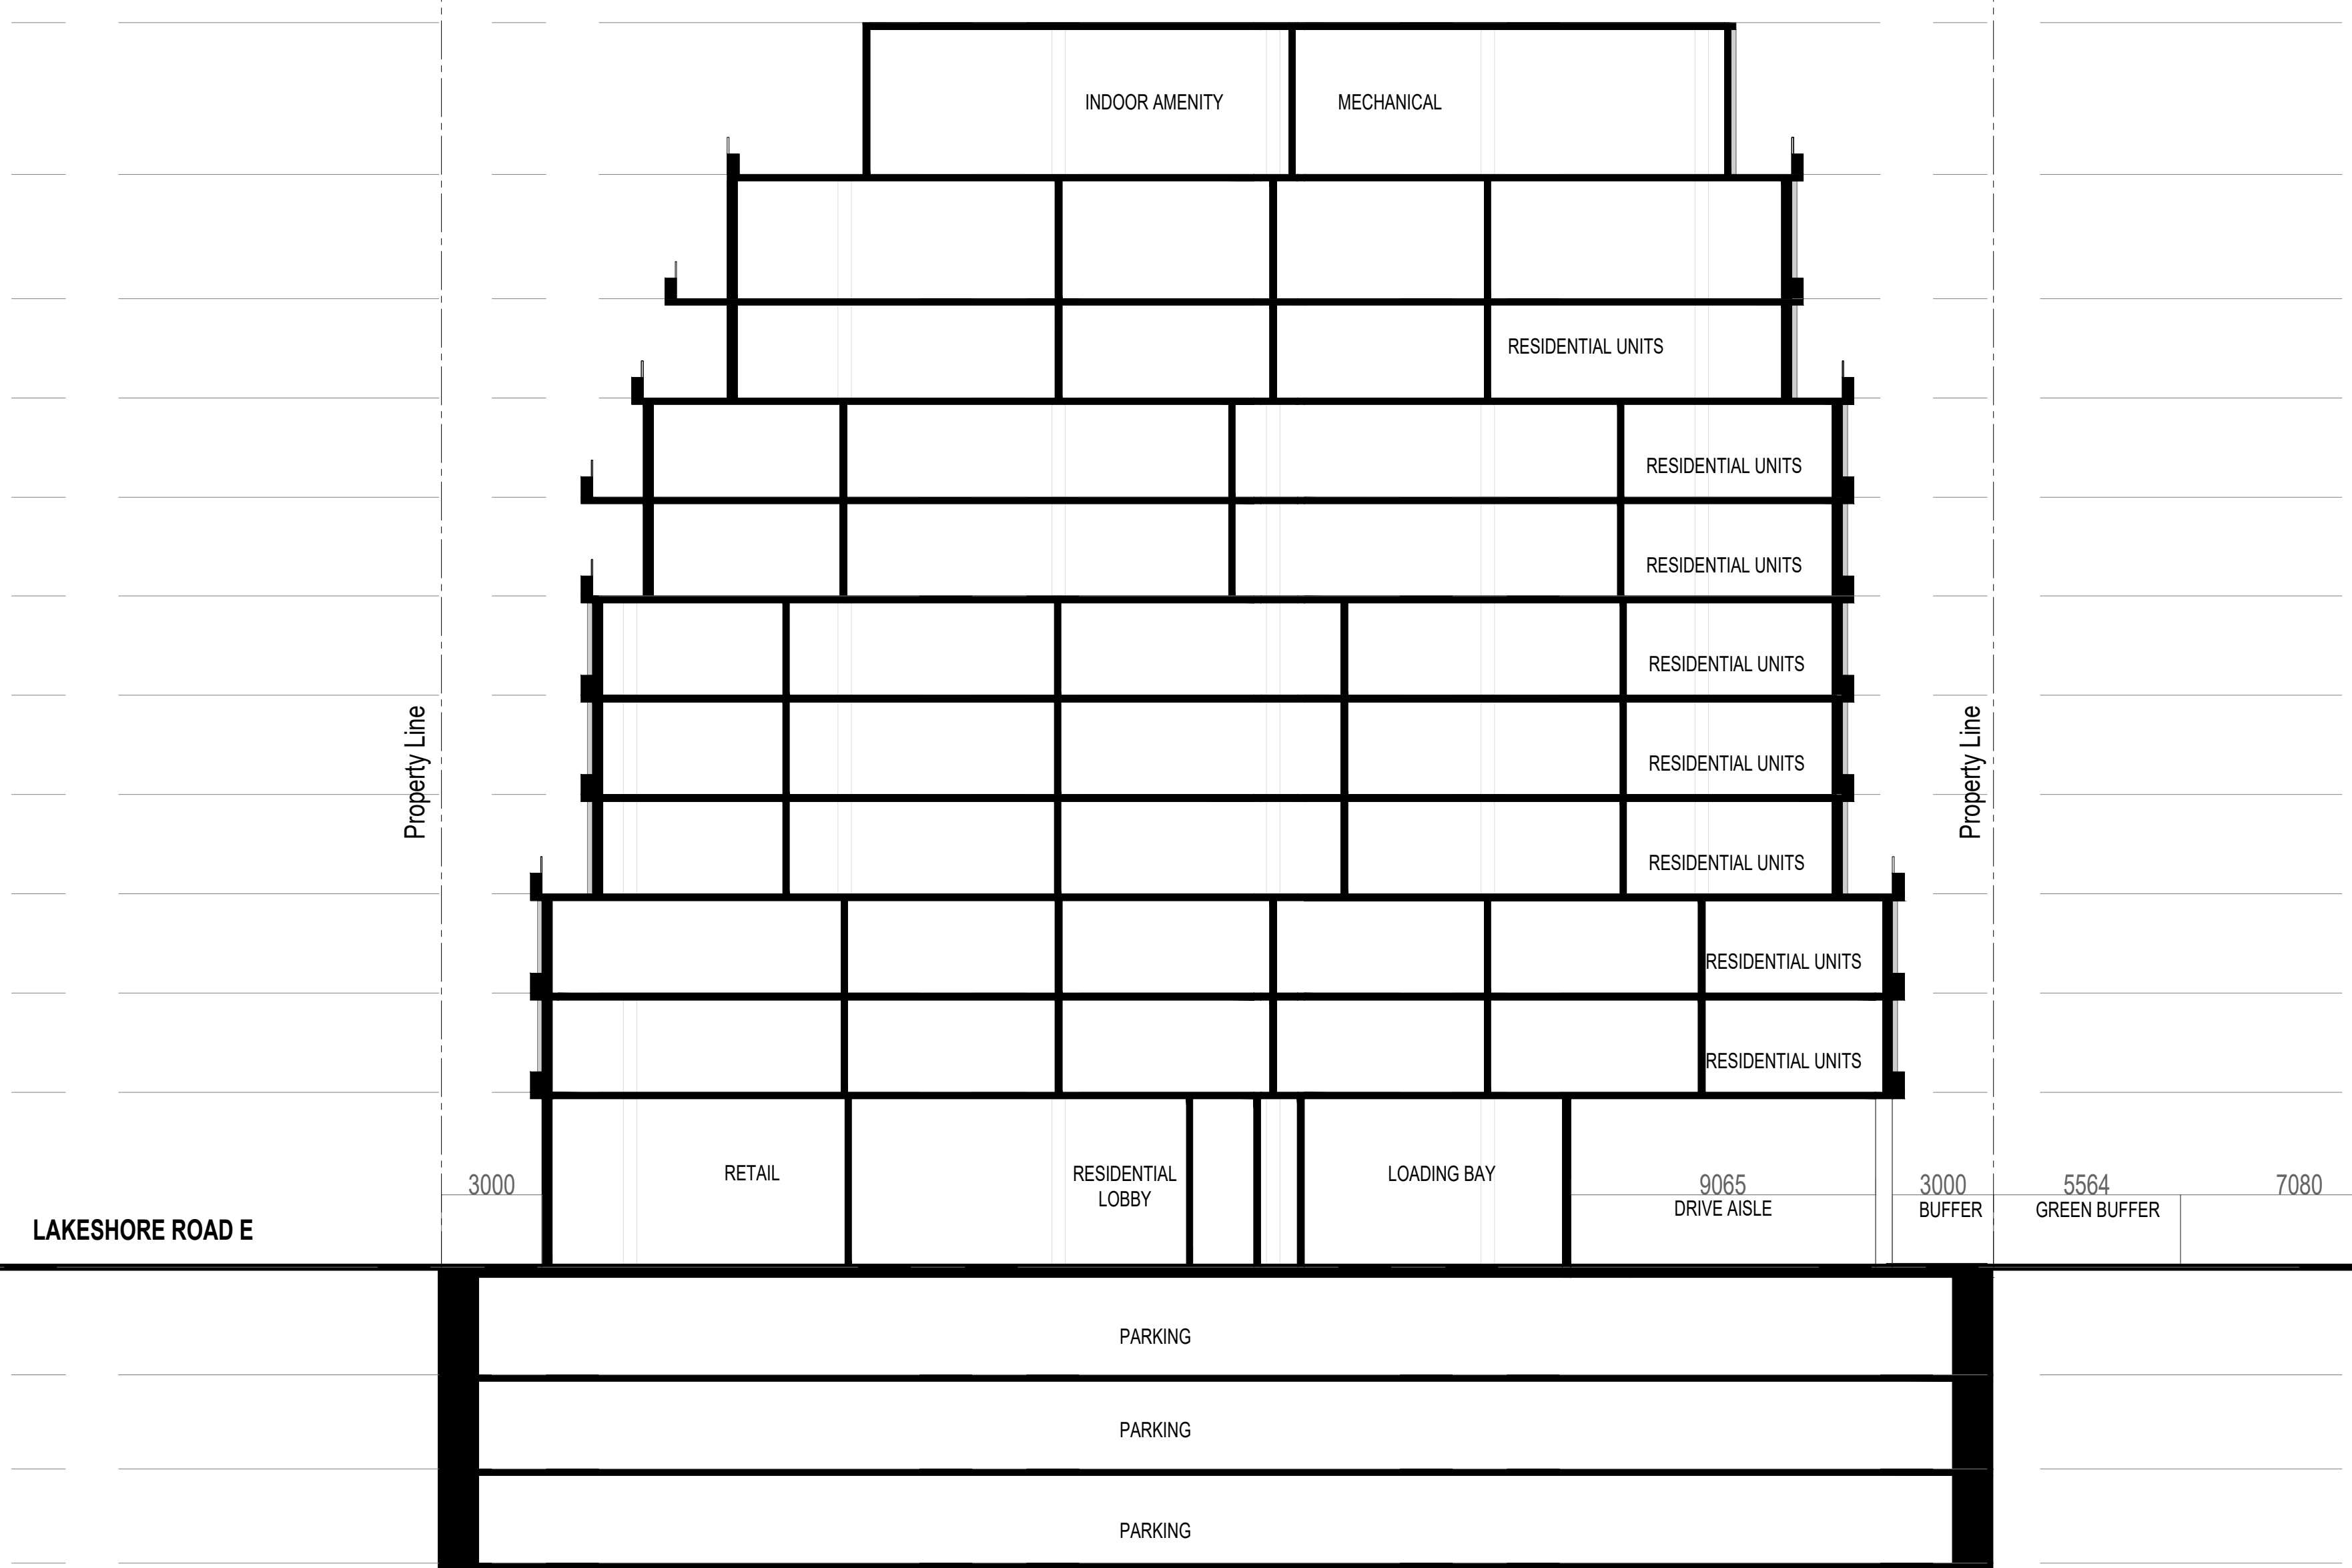 INDOOR AMENITY
MECHANICAL
RESIDENTIAL UNITS
RESIDENTIAL UNITS
RESIDENTIAL UNITS
RESIDENTIAL UNITS
Property Line
Property Line
RESIDENTIAL UNITS
RESIDENTIAL UNITS
RESIDENTIAL UNITS
RESIDENTIAL UNITS
RETAIL
RESIDENTIAL
LOBBY
LOADING BAY
3000
9065
DRIVE AISLE
3000
BUFFER
5564
GREEN BUFFER
7080
LAKESHORE ROAD E
PARKING
PARKING
PARKING